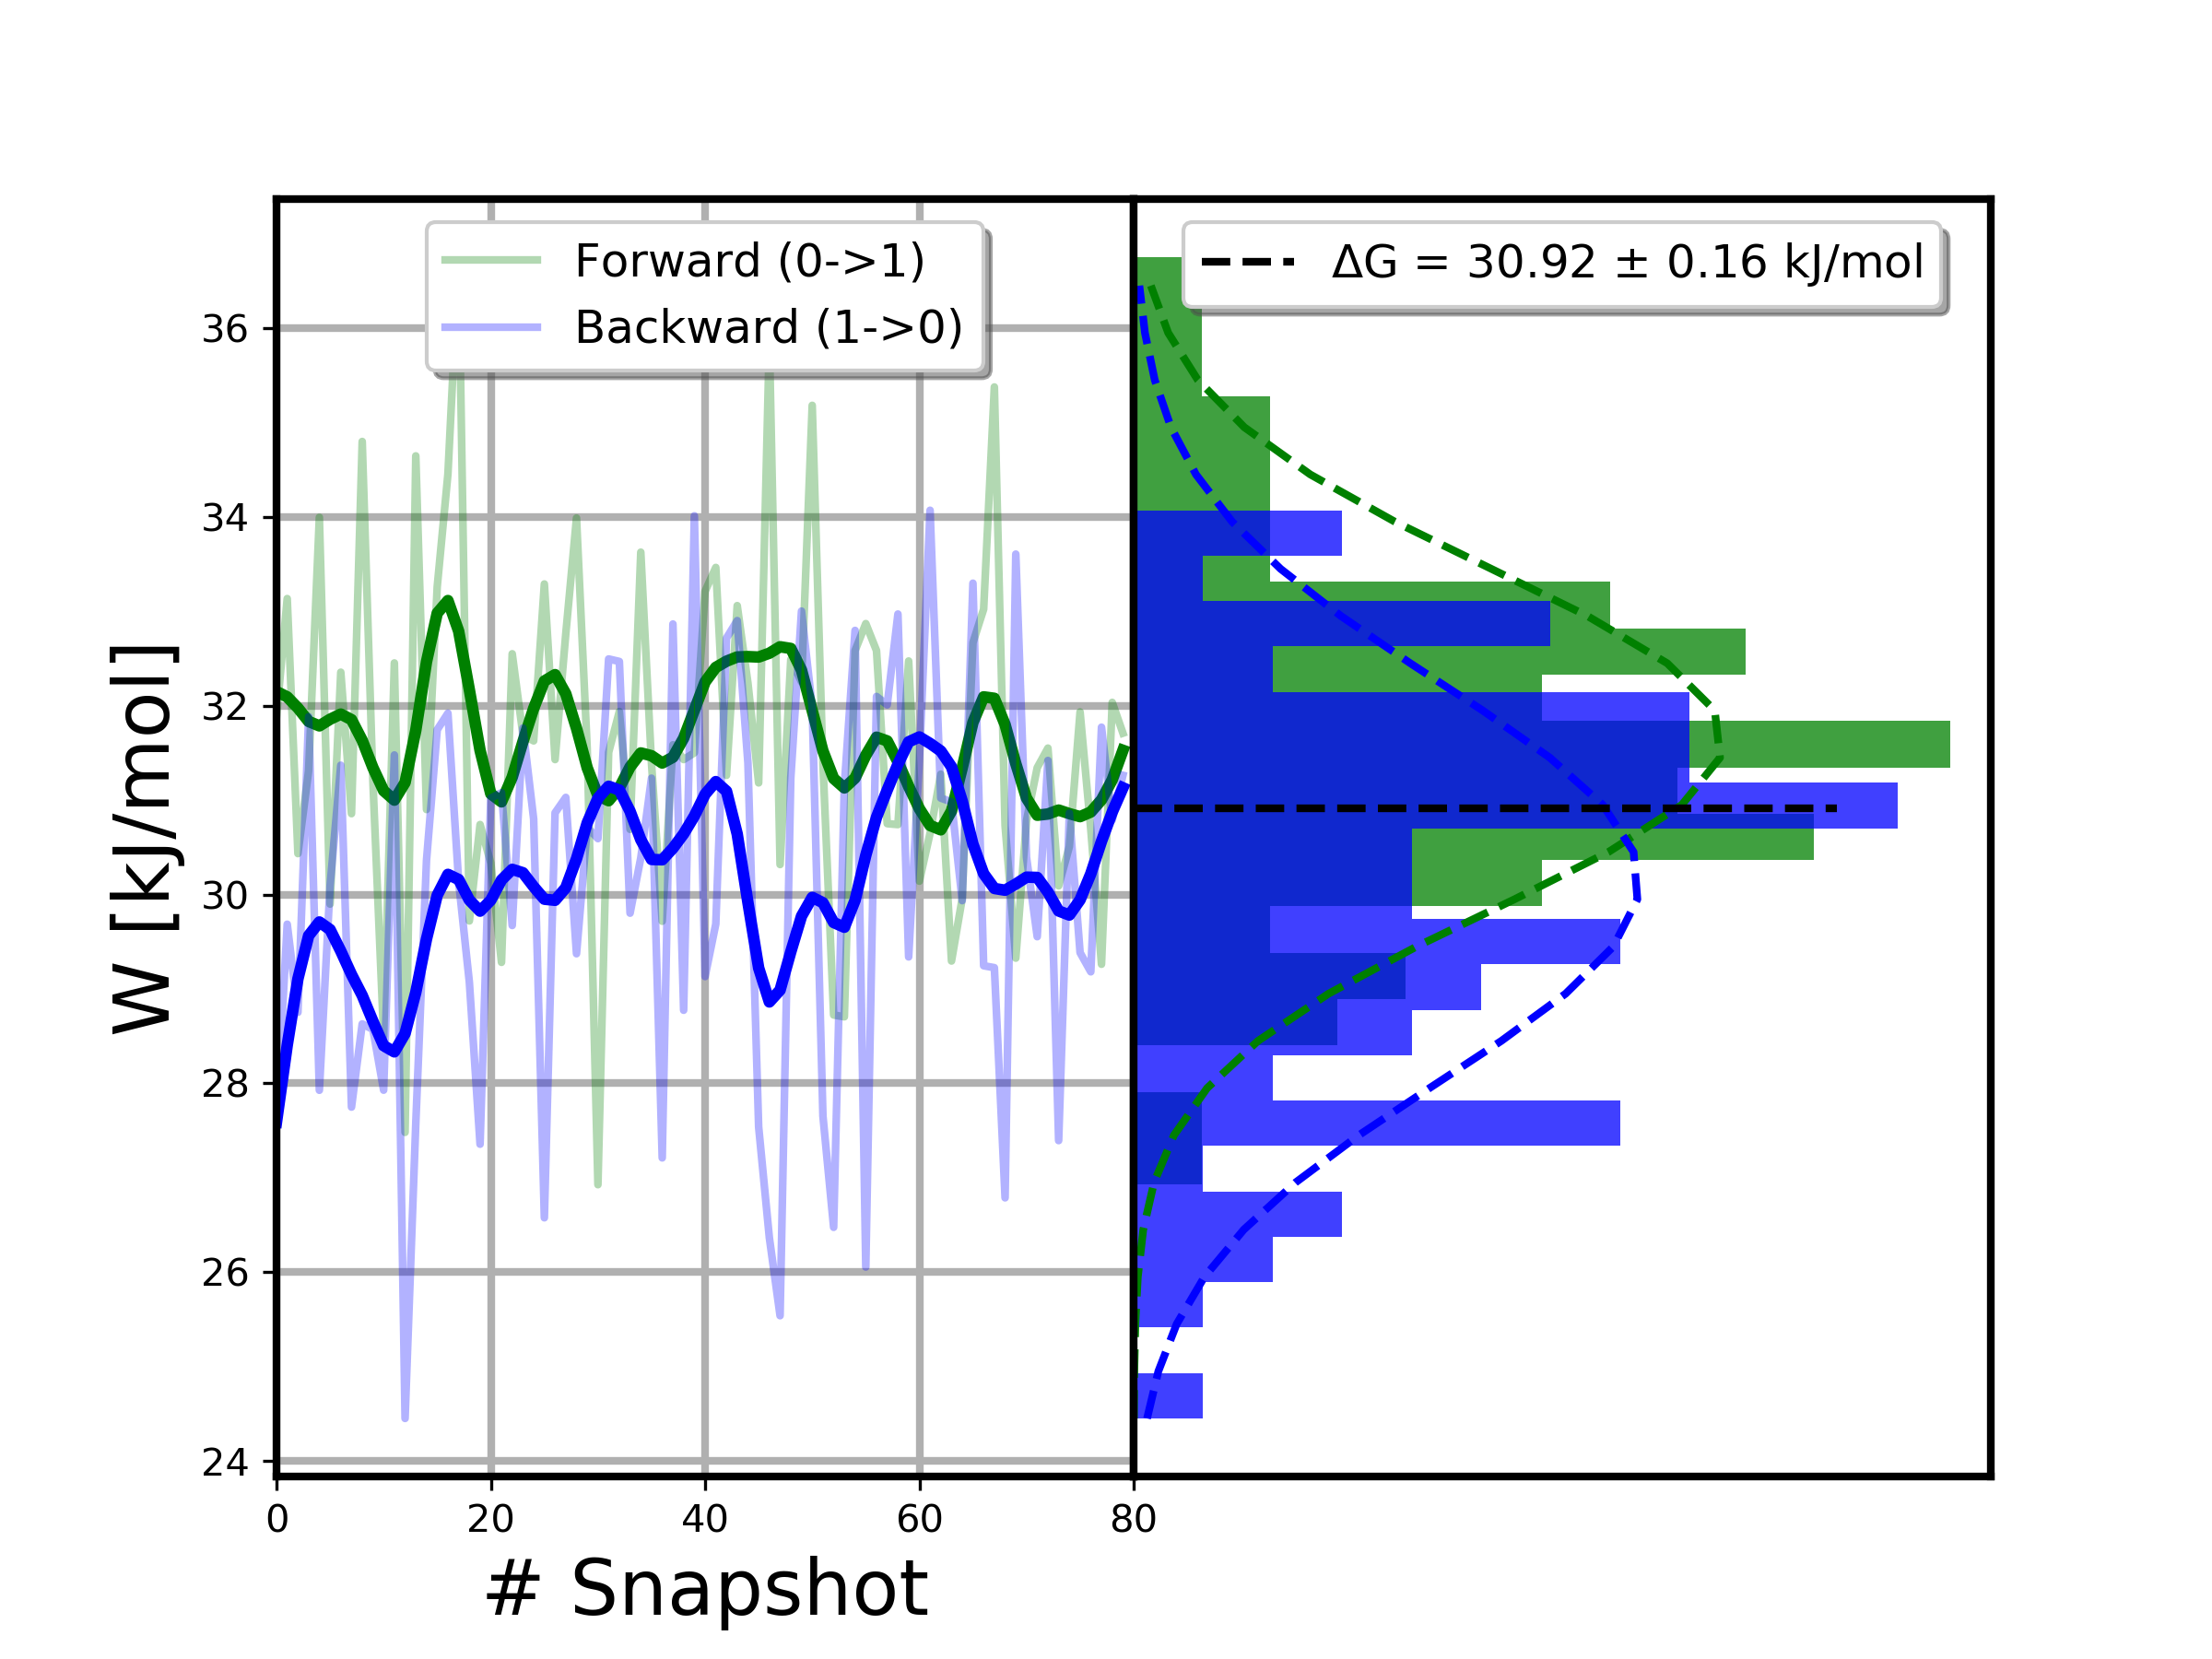 Forward (0->1)
Backward (1->0)
ΔG = 30.92 ± 0.16 kJ/mol
W [kJ/mol]
36
34
32
30
28
26
24
0 20 40 60 80
# Snapshot